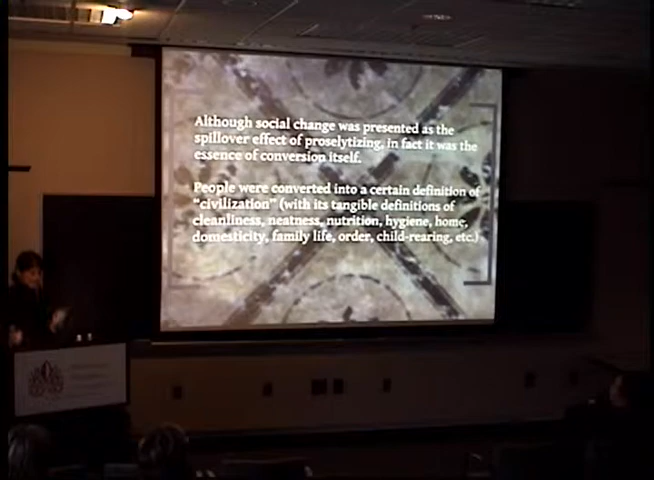 Although social change was presented as the
spillover effect of proselytizing, in fact it was the
essence of conversion itself.
People were converted into a certain definition of
"civilization" (with its tangible definitions of
cleanliness, neatness, nutrition, hygiene, home,
domesticity, family life, order, child-rearing, etc.)